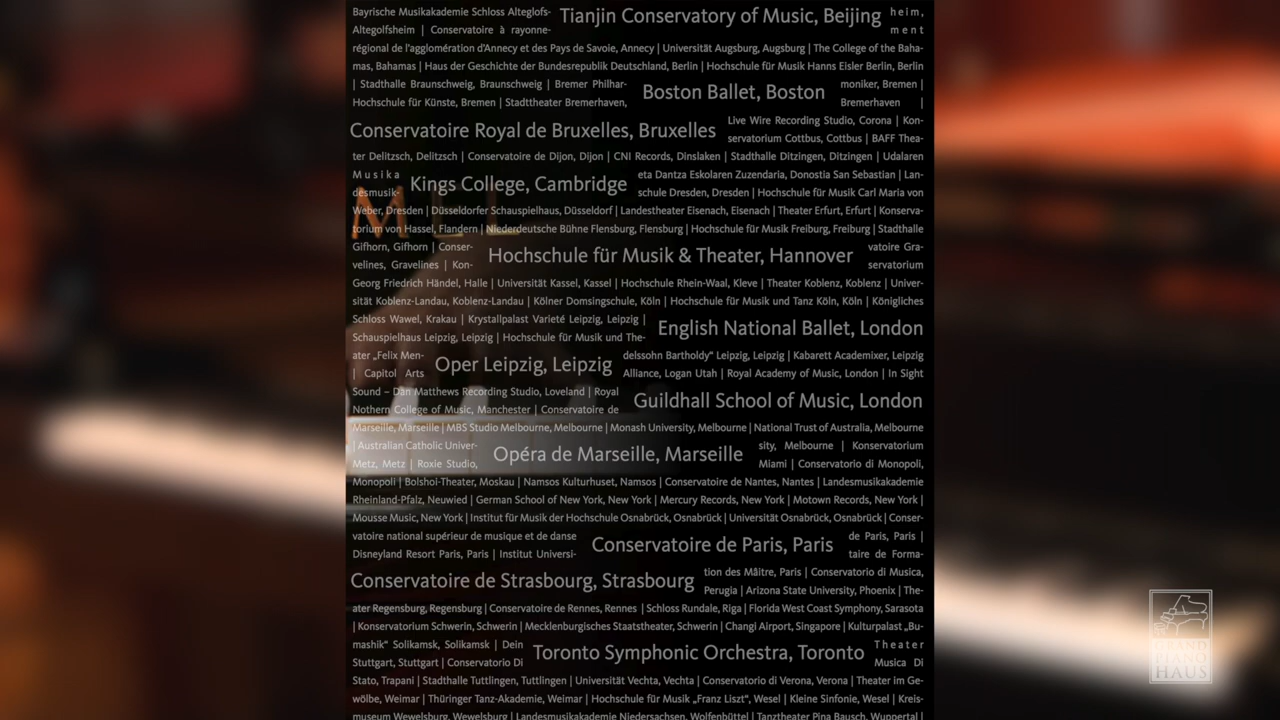 Bayrische Musikakademie Schloss Alteglofs- Tianjin Conservatory of Music, Beijing heim,
Altegolfsheim | Conservatoire à rayonne- ment
régional de l'agglomération d'Annecy et des Pays de Savoie, Annecy | Universität Augsburg, Augsburg | The College of the Baha-
mas, Bahamas | Haus der Geschichte der Bundesrepublik Deutschland, Berlin | Hochschule für Musik Hanns Eisler Berlin, Berlin
| Stadthalle Braunschweig, Braunschweig | Bremer Philhar- Boston Ballet, Boston moniker, Bremen |
Hochschule für Künste, Bremen | Stadttheater Bremerhaven, Bremerhaven |
Conservatoire Royal de Bruxelles, Bruxelles Live Wire Recording Studio, Corona | Kon-
servatorium Cottbus, Cottbus | BAFF Thea-
ter Delitzsch, Delitzsch | Conservatoire de Dijon, Dijon | CNI Records, Dinslaken | Stadthalle Ditzingen, Ditzingen | Udalaren
Musika Kings College, Cambridge eta Dantza Eskolaren Zuzendaria, Donostia San Sebastian | Lan-
desmusik- schule Dresden, Dresden | Hochschule für Musik Carl Maria von
Weber, Dresden | Düsseldorfer Schauspielhaus, Düsseldorf | Landestheater Eisenach, Eisenach | Theater Erfurt, Erfurt | Konserva-
torium von Hassel, Flandern | Niederdeutsche Bühne Flensburg, Flensburg | Hochschule für Musik Freiburg, Freiburg | Stadthalle
Gifhorn, Gifhorn | Conser- Hochschule für Musik & Theater, Hannover vatoire Gra-
velines, Gravelines | Kon- servatorium
Georg Friedrich Händel, Halle | Universität Kassel, Kassel | Hochschule Rhein-Waal, Kleve | Theater Koblenz, Koblenz | Univer-
sität Koblenz-Landau, Koblenz-Landau | Kölner Domsingschule, Köln | Hochschule für Musik und Tanz Köln, Köln | Königliches
Schloss Wawel, Krakau | Krystallpalast Varieté Leipzig, Leipzig | English National Ballet, London
Schauspielhaus Leipzig, Leipzig | Hochschule für Musik und The-
ater „Felix Men- Oper Leipzig, Leipzig delssohn Bartholdy" Leipzig, Leipzig | Kabarett Academixer, Leipzig
| Capitol Arts Alliance, Logan Utah | Royal Academy of Music, London | In Sight
Sound – Dan Matthews Recording Studio, Loveland | Royal Guildhall School of Music, London
Nothern College of Music, Manchester | Conservatoire de
Marseille, Marseille | MBS Studio Melbourne, Melbourne | Monash University, Melbourne | National Trust of Australia, Melbourne
| Australian Catholic Univer- Opéra de Marseille, Marseille sity, Melbourne | Konservatorium
Metz, Metz | Roxie Studio, Miami | Conservatorio di Monopoli,
Monopoli | Bolshoi-Theater, Moskau | Namsos Kulturhuset, Namsos | Conservatoire de Nantes, Nantes | Landesmusikakademie
Rheinland-Pfalz, Neuwied | German School of New York, New York | Mercury Records, New York | Motown Records, New York |
Mousse Music, New York | Institut für Musik der Hochschule Osnabrück, Osnabrück | Universität Osnabrück, Osnabrück | Conser-
vatoire national supérieur de musique et de danse Conservatoire de Paris, Paris de Paris, Paris |
Disneyland Resort Paris, Paris | Institut Universi- taire de Forma-
Conservatoire de Strasbourg, Strasbourg tion des Mâitre, Paris | Conservatorio di Musica,
Perugia | Arizona State University, Phoenix | The-
ater Regensburg, Regensburg | Conservatoire de Rennes, Rennes | Schloss Rundale, Riga | Florida West Coast Symphony, Sarasota
| Konservatorium Schwerin, Schwerin | Mecklenburgisches Staatstheater, Schwerin | Changi Airport, Singapore | Kulturpalast „Bu-
mashik" Solikamsk, Solikamsk | Dein Toronto Symphonic Orchestra, Toronto Theater
Stuttgart, Stuttgart | Conservatorio Di Musica Di
Stato, Trapani | Stadhalle Tuttlingen, Tuttlingen | Universität Vechta, Vechta | Conservatorio di Verona, Verona | Theater im Ge-
wölbe, Weimar | Thüringer Tanz-Akademie, Weimar | Hochschule für Musik „Franz Liszt", Wesel | Kleine Sinfonie, Wesel | Kreis-
museum Wewelsburg, Wewelsburg | Landesmusikakademie Niedersachsen, Wolfenbüttel | Tanztheater Pina Bausch, Wuppertal |
GRAND
PIANO
HAUS